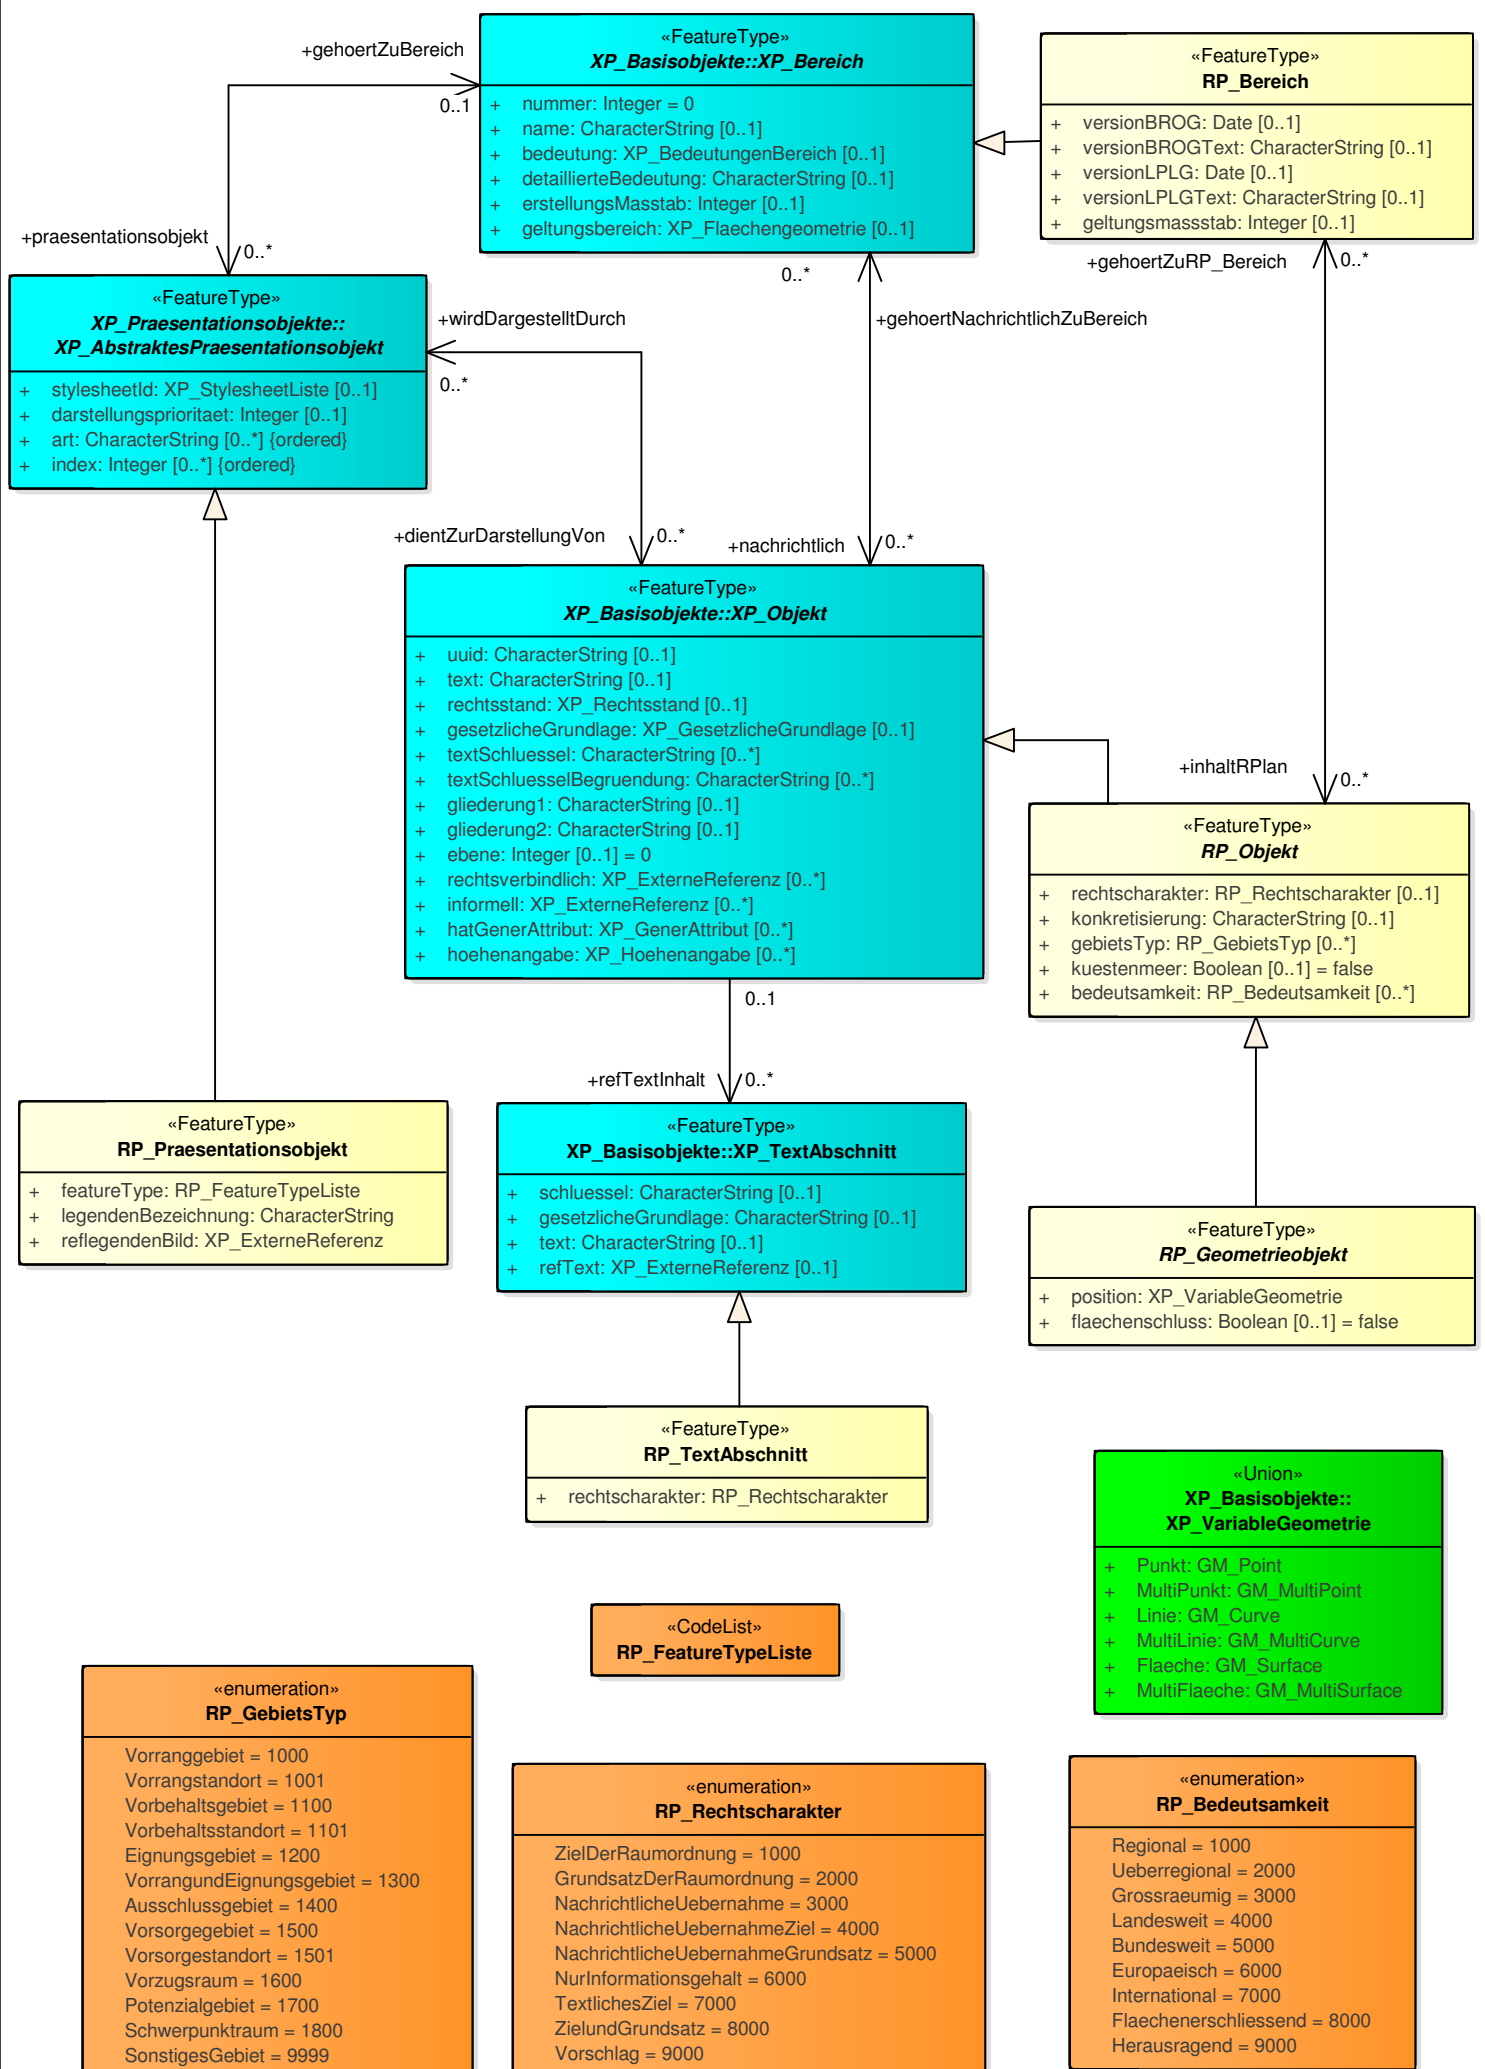 +gehoertZuBereich
0..1
+praesentationsobjekt
0..*
«FeatureType»
XP_Basisobjekte::XP_Bereich
+ nummer: Integer = 0
+ name: CharacterString [0..1]
+ bedeutung: XP_BedeutungenBereich [0..1]
+ detaillierteBedeutung: CharacterString [0..1]
+ erstellungsMasstab: Integer [0..1]
+ geltungsbereich: XP_Flaechengeometrie [0..1]
«FeatureType»
RP_Bereich
+ versionBROG: Date [0..1]
+ versionBROGText: CharacterString [0..1]
+ versionLPLG: Date [0..1]
+ versionLPLGText: CharacterString [0..1]
+ geltungsmassstab: Integer [0..1]
+gehoertZuRP_Bereich
0..*
0..*
+gehoertNachrichtlichZuBereich
«FeatureType»
XP_Praesentationsobjekte::
XP_AbstraktesPraesentationsobjekt
+ stylesheetId: XP_StylesheetListe [0..1]
+ darstellungsprioritaet: Integer [0..1]
+ art: CharacterString [0..*] {ordered}
+ index: Integer [0..*] {ordered}
+wirdDargestelltDurch
0..*
+dientZurDarstellungVon
0..*
+nachrichtlich
0..*
«FeatureType»
XP_Basisobjekte::XP_Objekt
+ uuid: CharacterString [0..1]
+ text: CharacterString [0..1]
+ rechtsstand: XP_Rechtsstand [0..1]
+ gesetzlicheGrundlage: XP_GesetzlicheGrundlage [0..1]
+ textSchluessel: CharacterString [0..*]
+ textSchluesselBegruendung: CharacterString [0..*]
+ gliederung1: CharacterString [0..1]
+ gliederung2: CharacterString [0..1]
+ ebene: Integer [0..1] = 0
+ rechtsverbindlich: XP_ExterneReferenz [0..*]
+ informell: XP_ExterneReferenz [0..*]
+ hatGenerAttribut: XP_GenerAttribut [0..*]
+ hoehenangabe: XP_Hoehenangabe [0..*]
+inhaltRPlan
0..*
«FeatureType»
RP_Objekt
+ rechtscharakter: RP_Rechtscharakter [0..1]
+ konkretisierung: CharacterString [0..1]
+ gebietsTyp: RP_GebietsTyp [0..*]
+ kuestenmeer: Boolean [0..1] = false
+ bedeutsamkeit: RP_Bedeutsamkeit [0..*]
0..1
+refTextInhalt
0..*
«FeatureType»
RP_Praesentationsobjekt
+ featureType: RP_FeatureTypeListe
+ legendenBezeichnung: CharacterString
+ reflegendenBild: XP_ExterneReferenz
«FeatureType»
XP_Basisobjekte::XP_TextAbschnitt
+ schluessel: CharacterString [0..1]
+ gesetzlicheGrundlage: CharacterString [0..1]
+ text: CharacterString [0..1]
+ refText: XP_ExterneReferenz [0..1]
«FeatureType»
RP_Geometrieobjekt
+ position: XP_VariableGeometrie
+ flaechenschluss: Boolean [0..1] = false
«FeatureType»
RP_TextAbschnitt
+ rechtscharakter: RP_Rechtscharakter
«Union»
XP_Basisobjekte::
XP_VariableGeometrie
+ Punkt: GM_Point
+ MultiPunkt: GM_MultiPoint
+ Linie: GM_Curve
+ MultiLinie: GM_MultiCurve
+ Flaeche: GM_Surface
+ MultiFlaeche: GM_MultiSurface
«CodeList»
RP_FeatureTypeListe
«enumeration»
RP_GebietsTyp
Vorranggebiet = 1000
Vorrangstandort = 1001
Vorbehaltsgebiet = 1100
Vorbehaltsstandort = 1101
Eignungsgebiet = 1200
VorrangundEignungsgebiet = 1300
Ausschlussgebiet = 1400
Vorsorgegebiet = 1500
Vorsorgestandort = 1501
Vorzugsraum = 1600
Potenzialgebiet = 1700
Schwerpunktraum = 1800
SonstigesGebiet = 9999
«enumeration»
RP_Rechtscharakter
ZielDerRaumordnung = 1000
GrundsatzDerRaumordnung = 2000
NachrichtlicheUebernahme = 3000
NachrichtlicheUebernahmeZiel = 4000
NachrichtlicheUebernahmeGrundsatz = 5000
NurInformationsgehalt = 6000
TextlichesZiel = 7000
ZielundGrundsatz = 8000
Vorschlag = 9000
«enumeration»
RP_Bedeutsamkeit
Regional = 1000
Ueberregional = 2000
Grossraeumig = 3000
Landesweit = 4000
Bundesweit = 5000
Europaeisch = 6000
International = 7000
Flaechenerschliessend = 8000
Herausragend = 9000